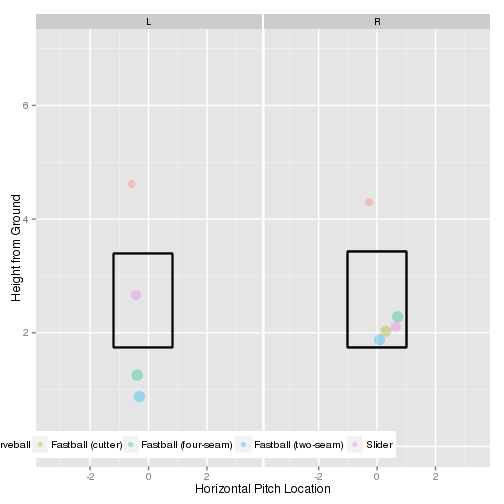 L R
6
4
2
Height from Ground
rveball Fastball (cutter) Fastball (four-seam) Fastball (two-seam) Slider
-2 0 2 -2 0 2
Horizontal Pitch Location